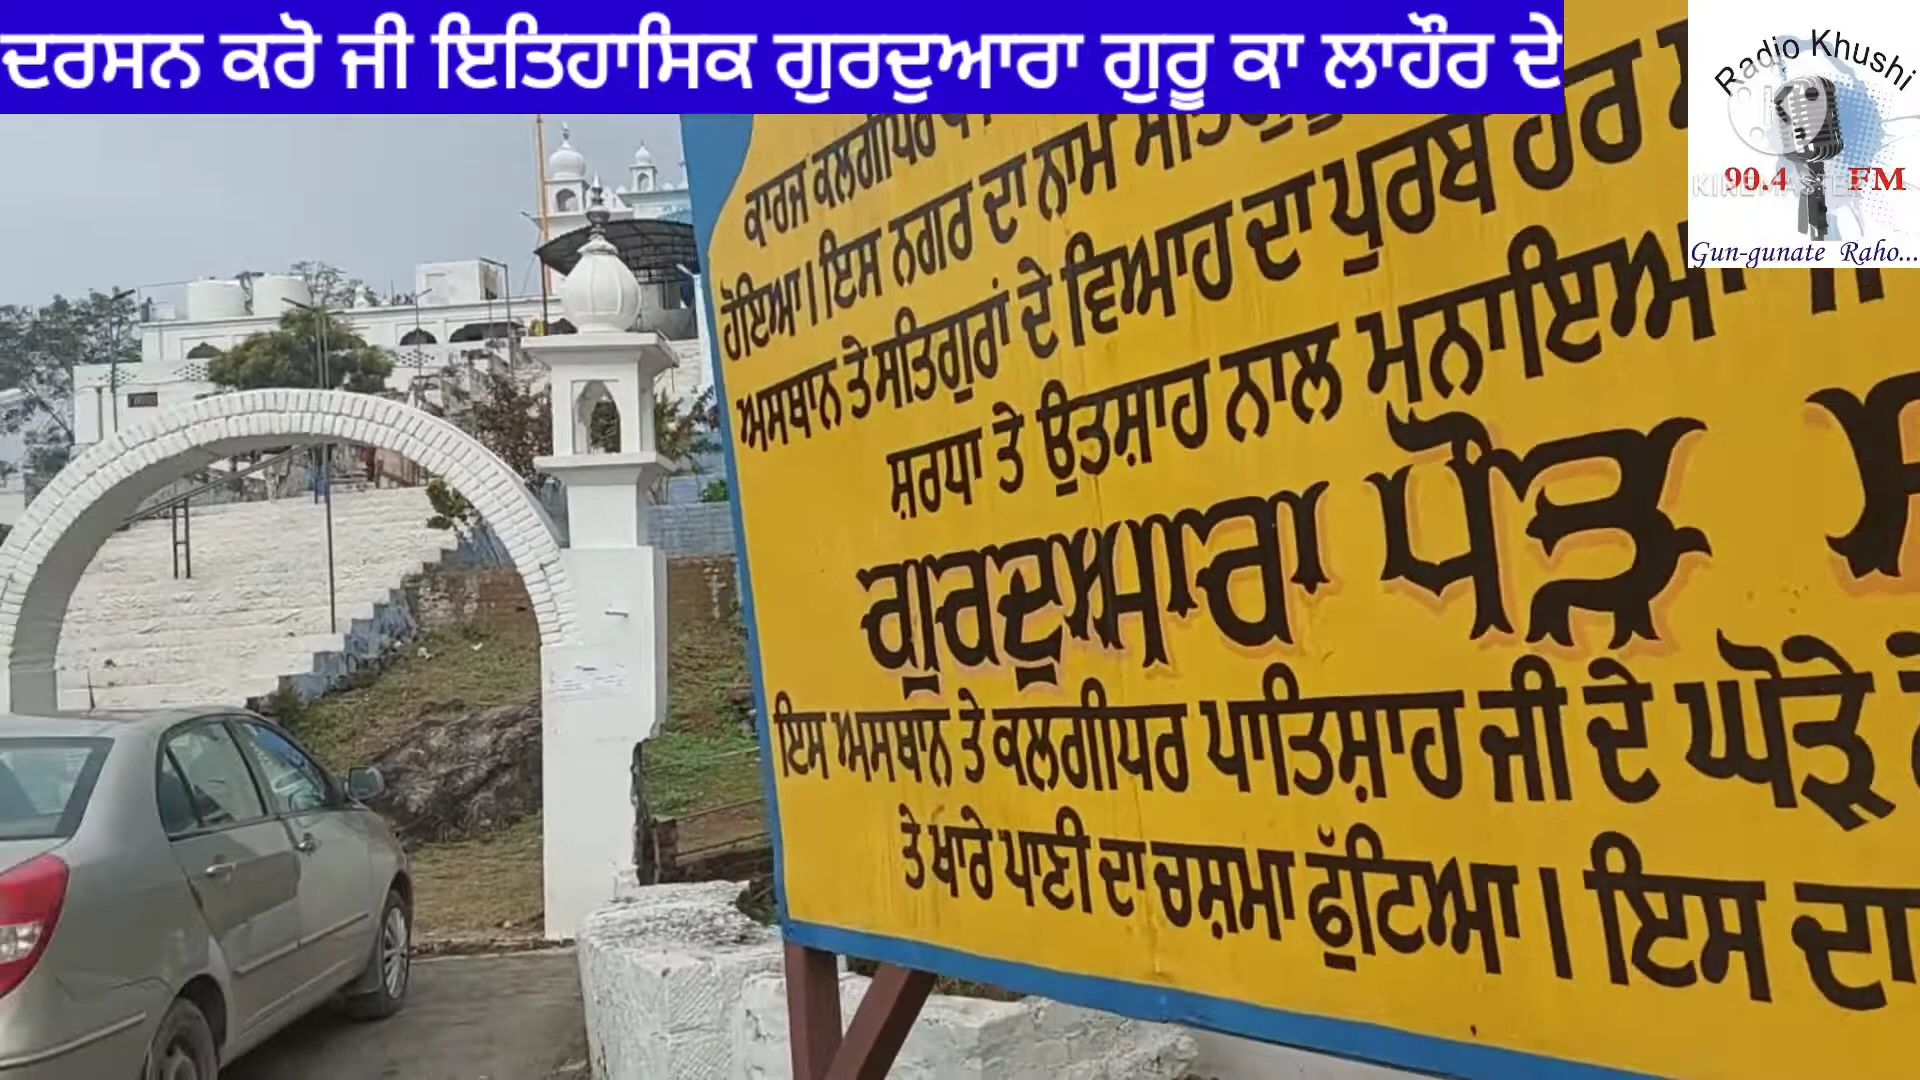 ਦਰਸਨ ਕਰੋ ਜੀ ਇਤਿਹਾਸਿਕ ਗੁਰਦੁਆਰਾ ਗੁਰੂ ਕਾ ਲਾਹੌਰ ਦੇ
Radio Khushi
90.4 FM
KINEMASTER
Gun-gunate Raho...
ਕਾਰਜ ਕਲਗੀਧਰ
ਹੋਇਆ। ਇਸ ਨਗਰ ਦਾ ਨਾਮ
ਅਸਥਾਨ ਤੇ ਸਤਿਗੁਰਾਂ ਦੇ ਵਿਆਹ ਦਾ ਪੁਰਬ ਹਰ
ਸ਼ਰਧਾ ਤੇ ਉਤਸ਼ਾਹ ਨਾਲ ਮਨਾਇਆ
ਗੁਰਦੁਆਰਾ ਪੌੜ
ਇਸ ਅਸਥਾਨ ਤੇ ਕਲਗੀਧਰ ਪਾਤਿਸ਼ਾਹ ਜੀ ਦੇ ਘੋੜੇ
ਤੇ ਖਾਰੇ ਪਾਣੀ ਦਾ ਚਸ਼ਮਾ ਫੁੱਟਿਆ। ਇਸ ਦਾ